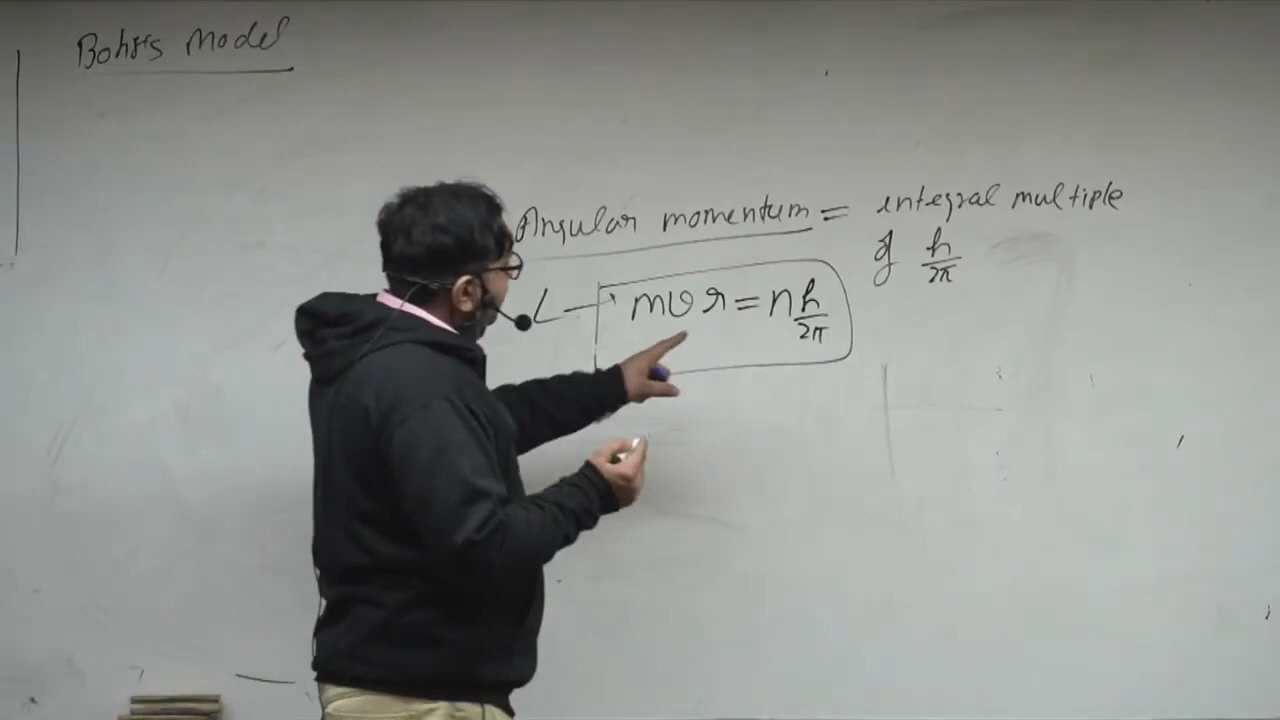 Bohr's Model
Angular momentum = integral multiple
of h/2π
L → mvr = nh/2π